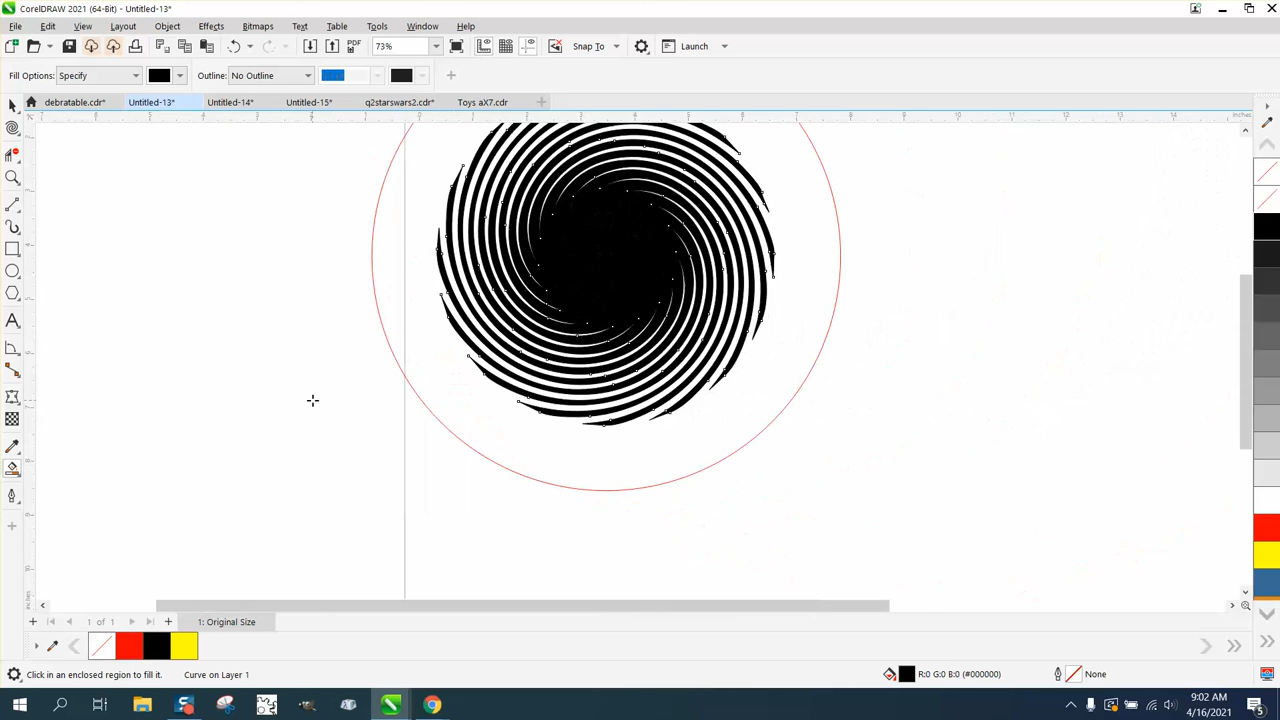 CorelDRAW 2021 (64-Bit) - Untitled-13*
File Edit View Layout Object Effects Bitmaps Text Table Tools Window Help
PDF 73% Snap To Launch
Fill Options: Specify Outline: No Outline
debratable.cdr* Untitled-13* Untitled-14* Untitled-15* q2starswars2.cdr* Toys aX7.cdr
inches
1 of 1 1: Original Size
Click in an enclosed region to fill it. Curve on Layer 1 R:0 G:0 B:0 (#000000) None
9:02 AM
4/16/2021